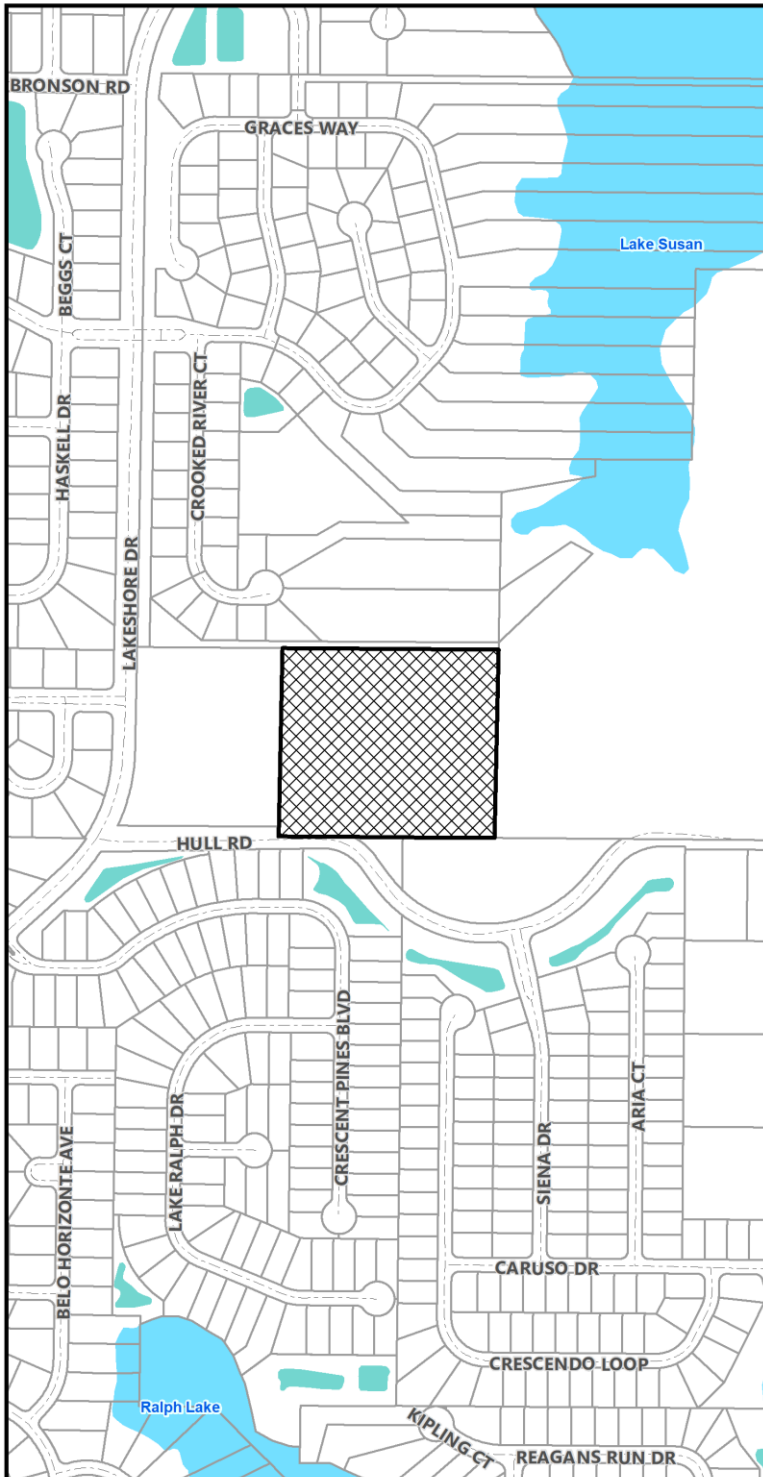 BRONSON RD
GRACES WAY
Lake Susan
BEGGS CT
HASKELL DR
CROOKED RIVER CT
LAKESHORE DR
HULL RD
CRESCENT PINES BLVD
LAKE RALPH DR
BELO HORIZONTE AVE
SIENA DR
ARIA CT
CARUSO DR
CRESCENDO LOOP
Ralph Lake
KIPLING CT
REAGANS RUN DR